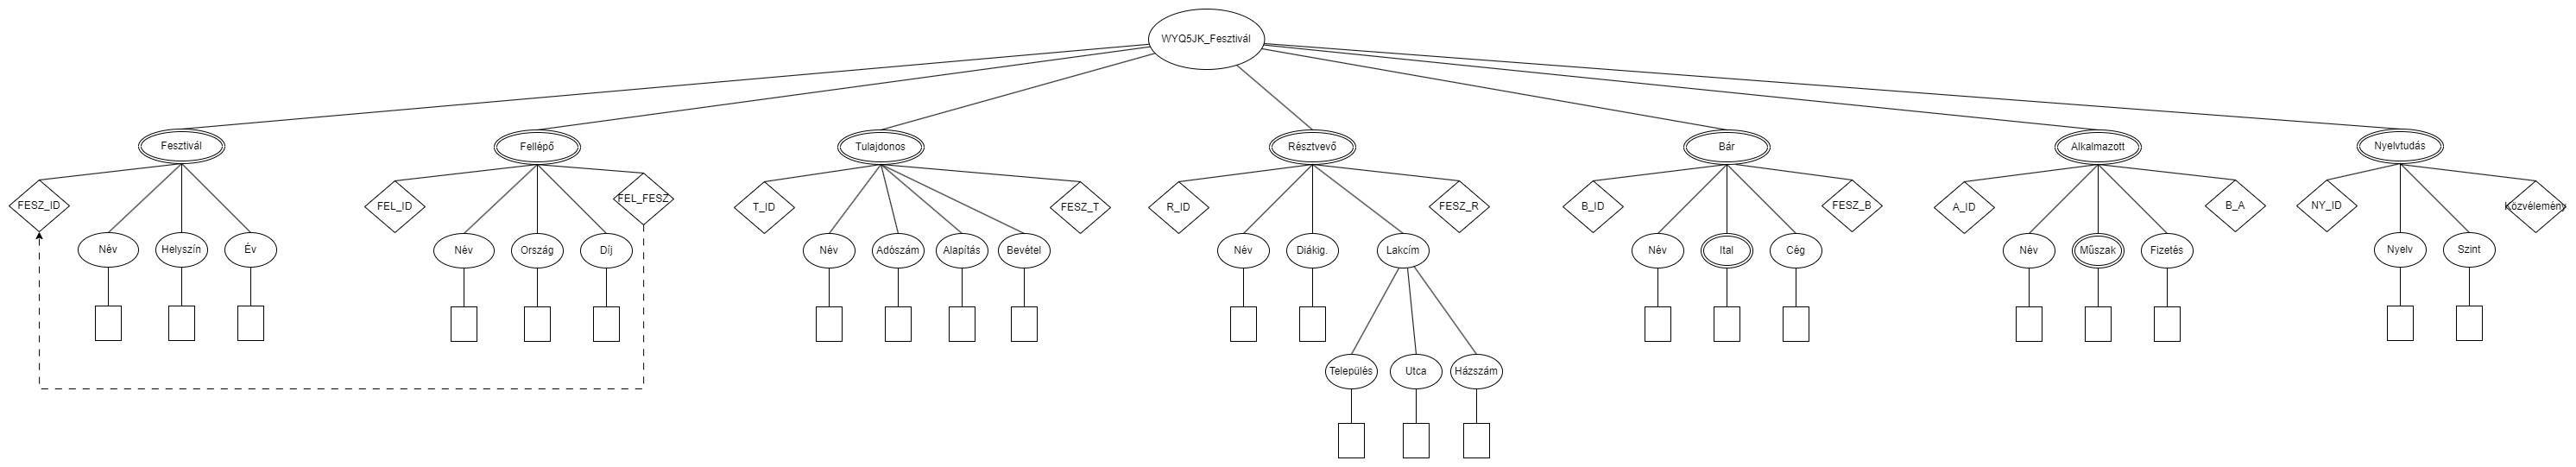 WYQ5JK_Fesztivál
Fesztivál
Fellépő
Tulajdonos
Résztvevő
Bár
Alkalmazott
Nyelvtudás
FESZ_ID
FEL_ID
FEL_FESZ
T_ID
FESZ_T
R_ID
FESZ_R
B_ID
FESZ_B
A_ID
B_A
NY_ID
Közvélemény
Név
Helyszín
Év
Név
Ország
Díj
Név
Adószám
Alapítás
Bevétel
Név
Diákig.
Lakcím
Név
Ital
Cég
Név
Műszak
Fizetés
Nyelv
Szint
Település
Utca
Házszám